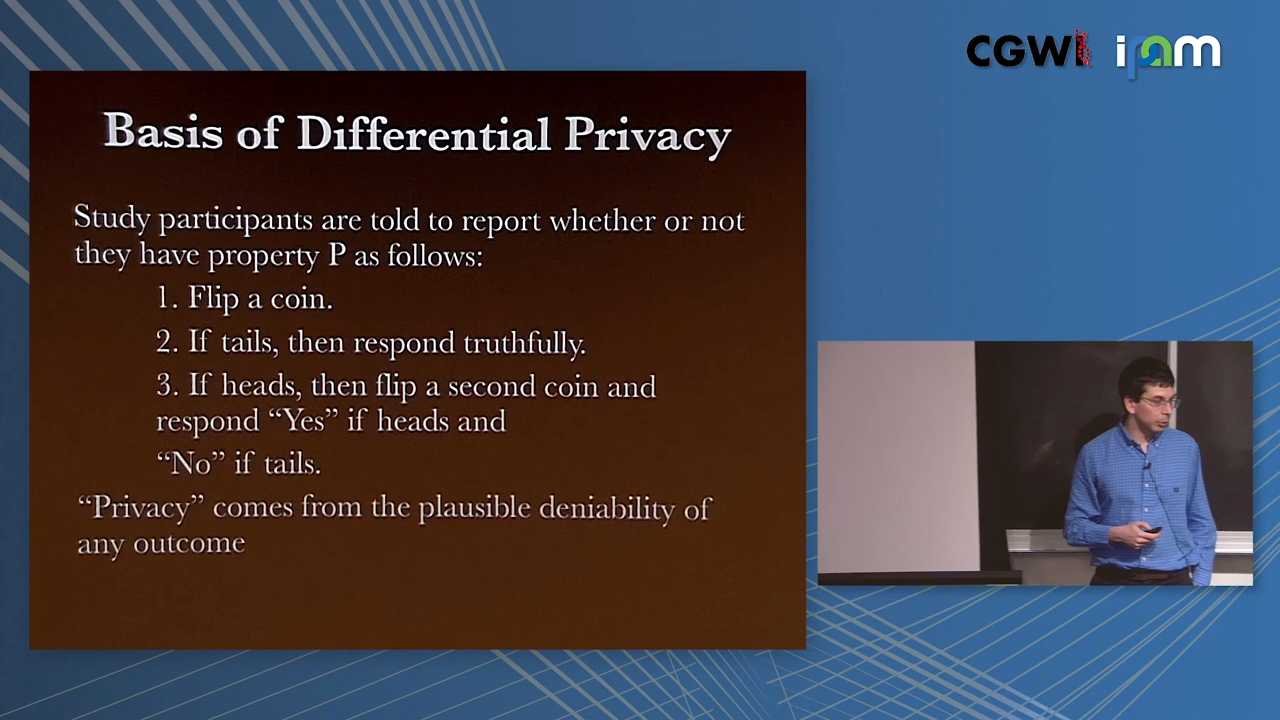 CGWI ipam
Basis of Differential Privacy
Study participants are told to report whether or not
they have property P as follows:
1. Flip a coin.
2. If tails, then respond truthfully.
3. If heads, then flip a second coin and
respond “Yes” if heads and
“No” if tails.
“Privacy” comes from the plausible deniability of
any outcome